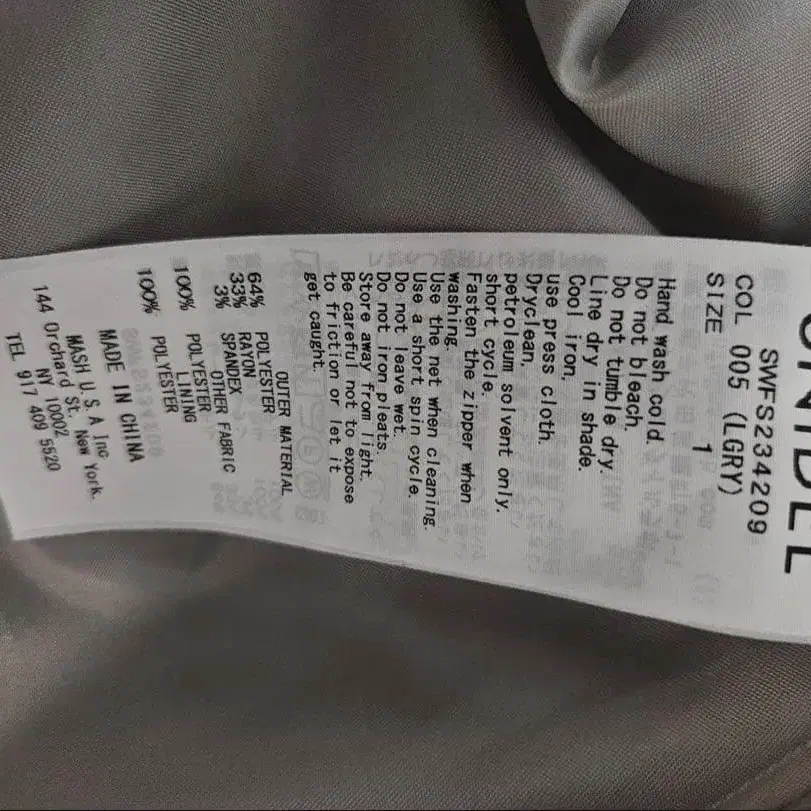 SWFS234209
COL 005 (LGRY)
SIZE 1
Hand wash cold.
Do not bleach.
Do not tumble dry.
Line dry in shade.
Cool iron,
use press cloth.
Dryclean,
petroleum solvent only.
short cycle.
Fasten the zipper when
washing.
Use the net when cleaning.
Use a short spin cycle.
Do not leave wet.
Do not iron pleats.
Store away from light.
Be careful not to expose
to friction or let it
get caught.
OUTER MATERIAL
64% POLYESTER
33% RAYON
3% SPANDEX
OTHER FABRIC
100% POLYESTER
LINING
100% POLYESTER
MADE IN CHINA
MASH U.S.A Inc
144 Orchard St. New York.
NY 10002
TEL 917 409 5520